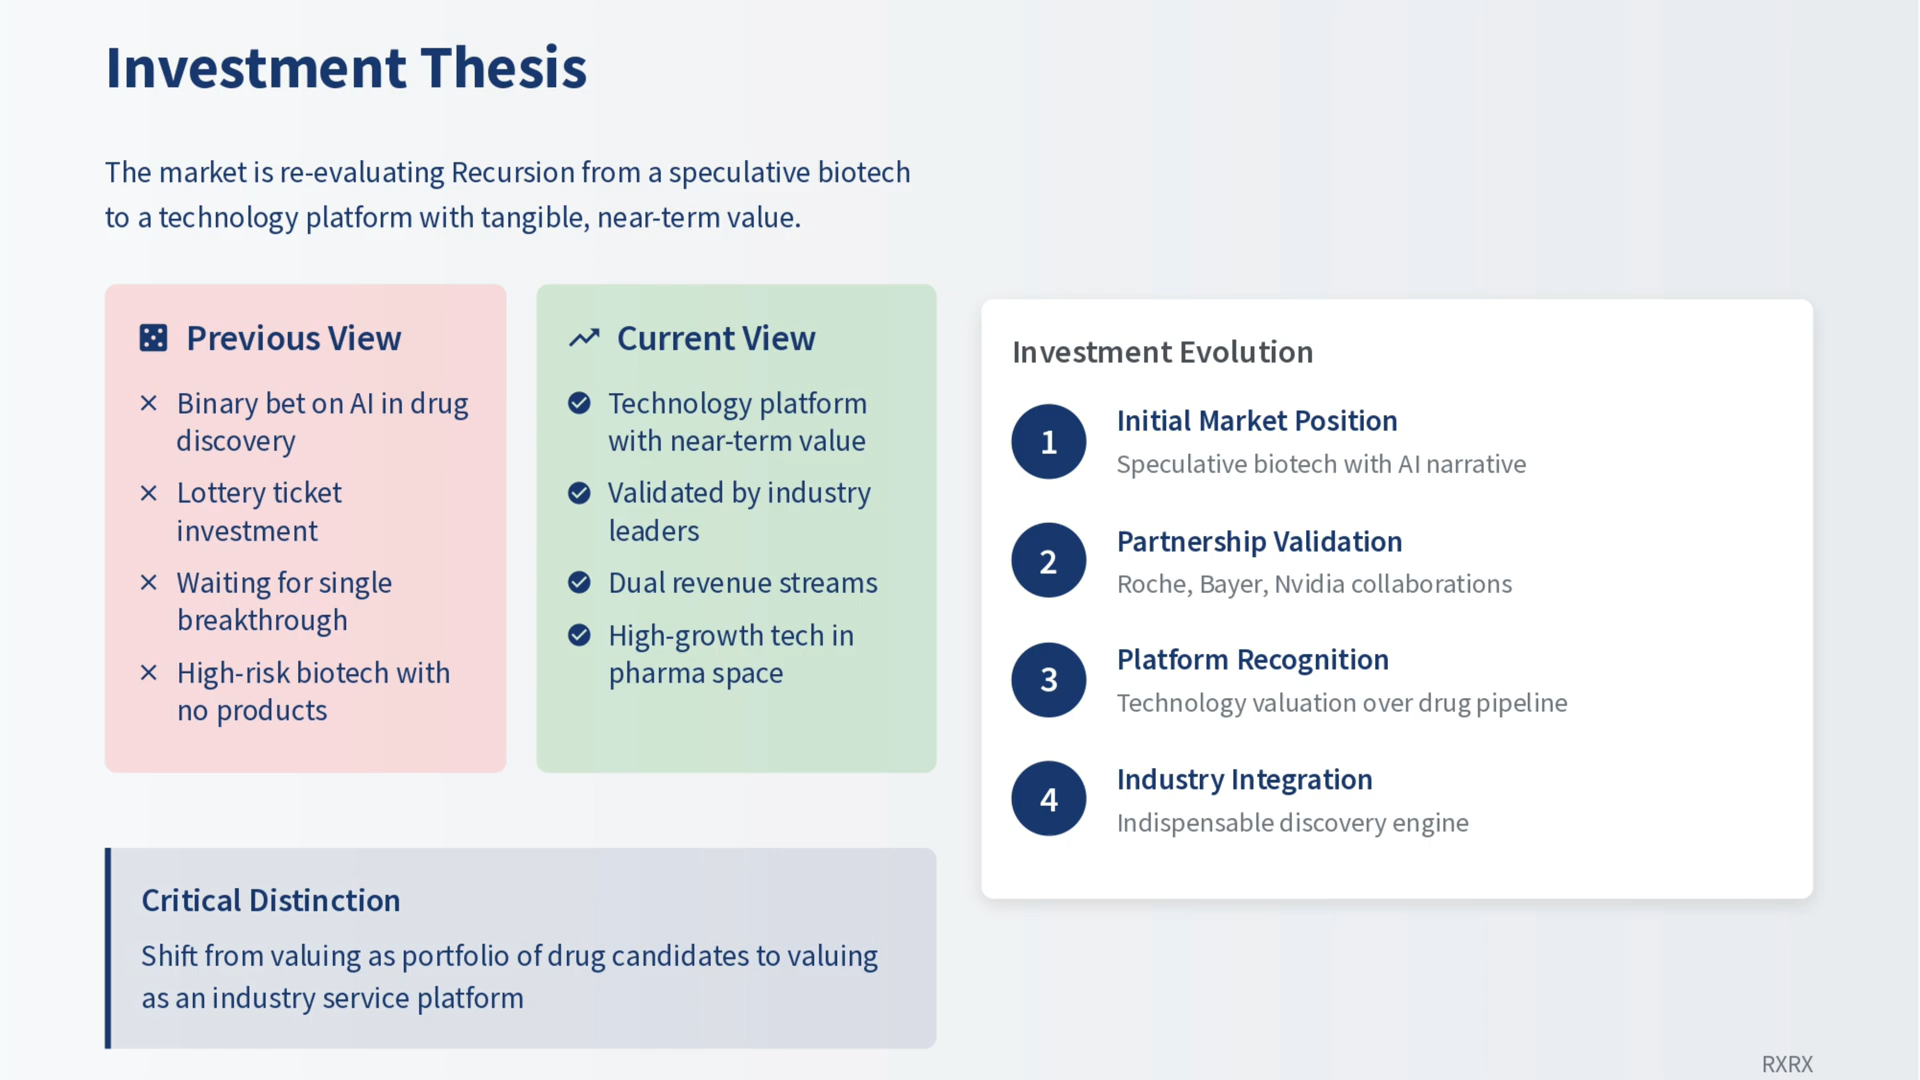 Investment Thesis
The market is re-evaluating Recursion from a speculative biotech
to a technology platform with tangible, near-term value.
Previous View
Binary bet on AI in drug
discovery
Lottery ticket
investment
Waiting for single
breakthrough
High-risk biotech with
no products
Current View
Technology platform
with near-term value
Validated by industry
leaders
Dual revenue streams
High-growth tech in
pharma space
Critical Distinction
Shift from valuing as portfolio of drug candidates to valuing
as an industry service platform
Investment Evolution
1
Initial Market Position
Speculative biotech with AI narrative
2
Partnership Validation
Roche, Bayer, Nvidia collaborations
3
Platform Recognition
Technology valuation over drug pipeline
4
Industry Integration
Indispensable discovery engine
RXRX